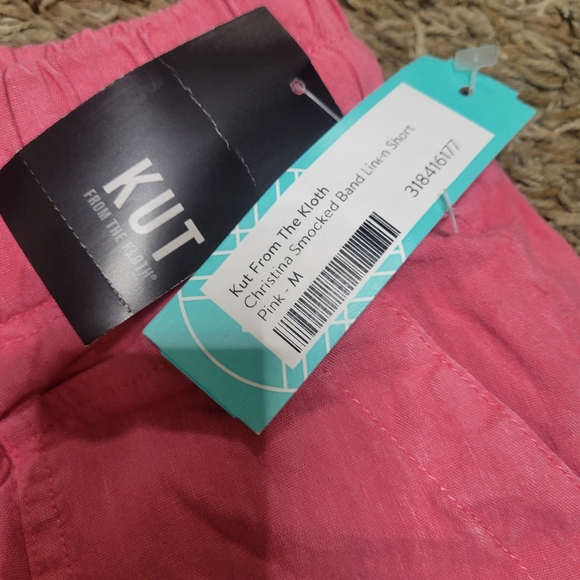 KUT
FROM THE KLOTH®
Kut From The Kloth
Christina Smocked Band Linen Short
Pink - M
318416177